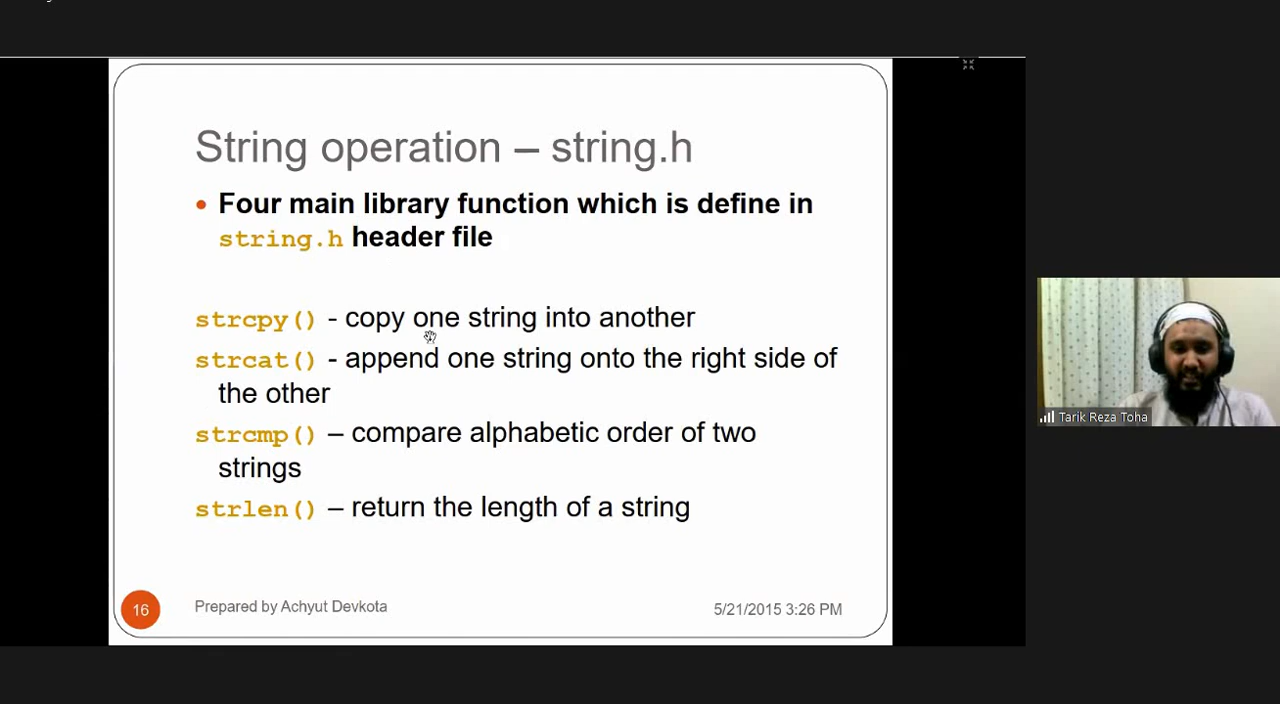 String operation – string.h
• Four main library function which is define in
string.h header file
strcpy() - copy one string into another
strcat() - append one string onto the right side of
the other
strcmp() – compare alphabetic order of two
strings
strlen() – return the length of a string
16
Prepared by Achyut Devkota
5/21/2015 3:26 PM
Tarik Reza Toha